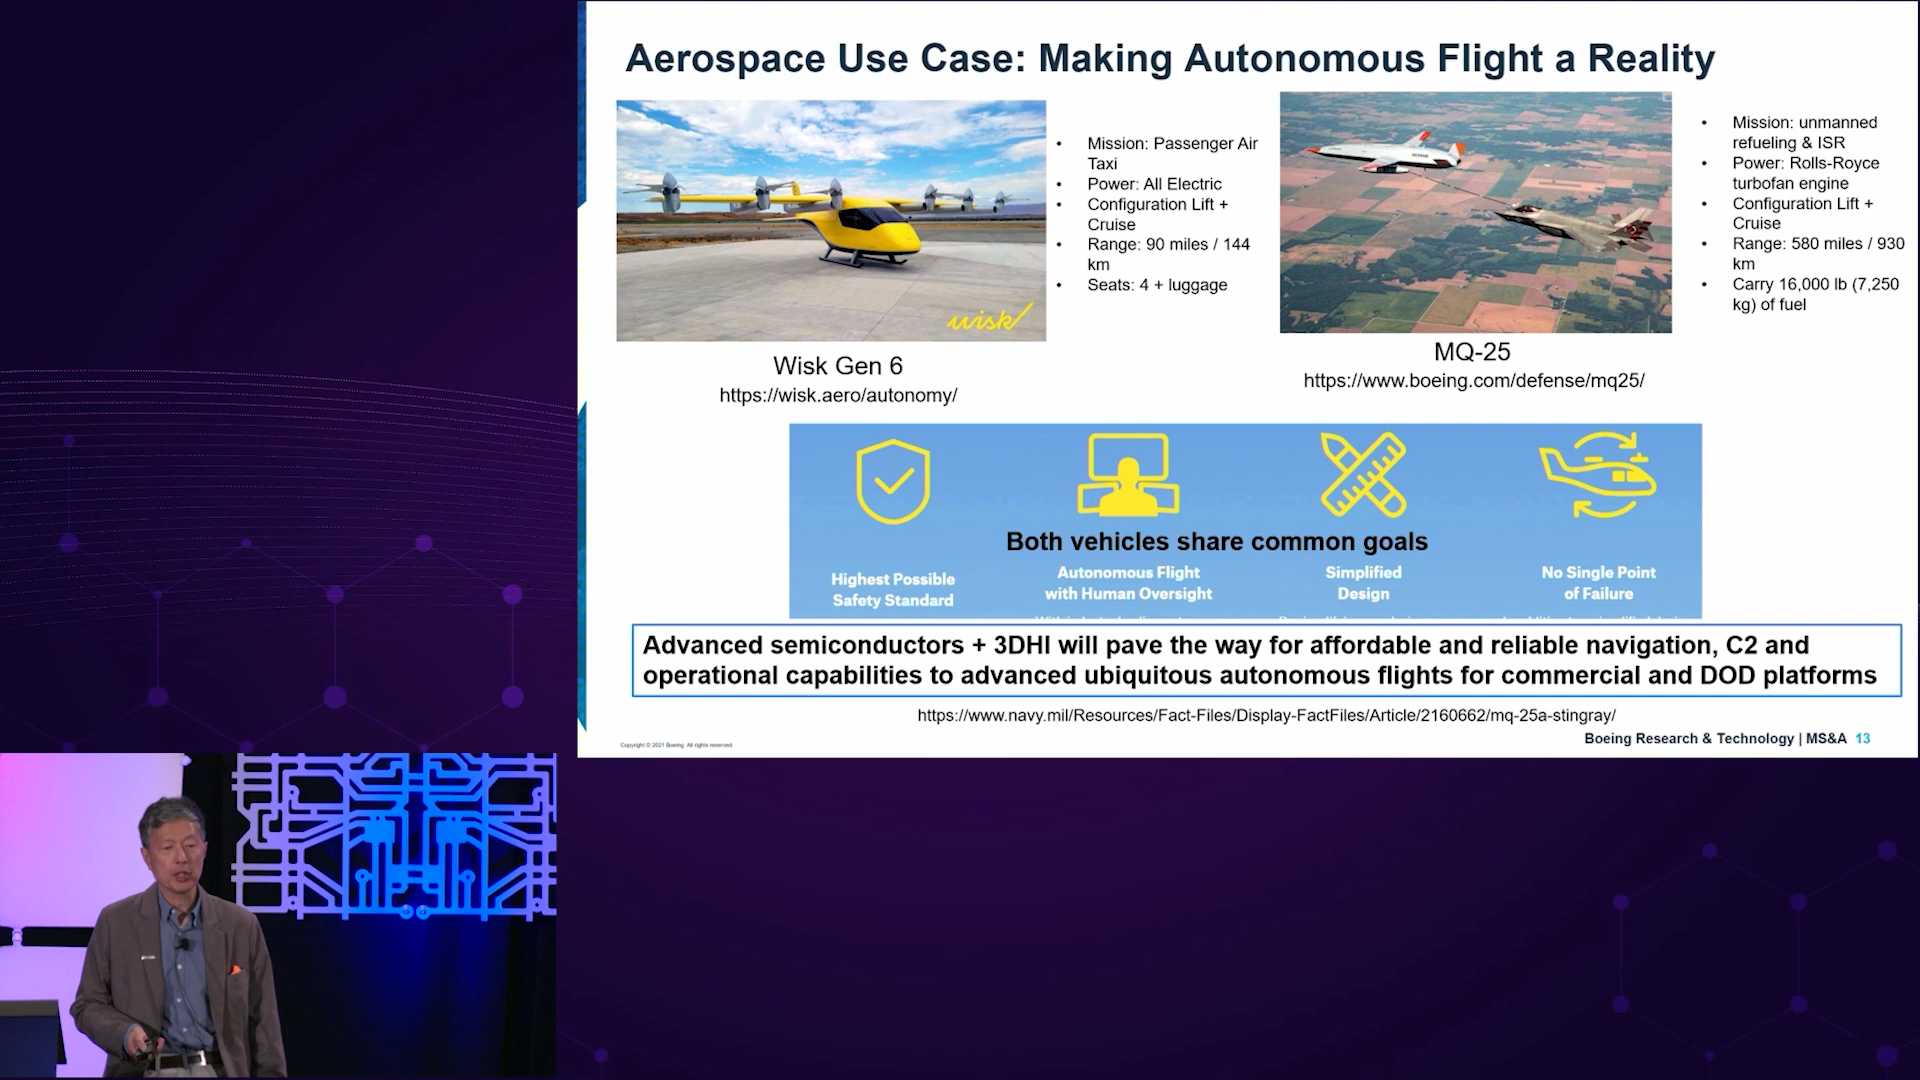 Aerospace Use Case: Making Autonomous Flight a Reality
wisk
Wisk Gen 6
https://wisk.aero/autonomy/
• Mission: Passenger Air
Taxi
• Power: All Electric
• Configuration Lift +
Cruise
• Range: 90 miles / 144
km
• Seats: 4 + luggage
MQ-25
https://www.boeing.com/defense/mq25/
• Mission: unmanned
refueling & ISR
• Power: Rolls-Royce
turbofan engine
• Configuration Lift +
Cruise
• Range: 580 miles / 930
km
• Carry 16,000 lb (7,250
kg) of fuel
Both vehicles share common goals
Highest Possible
Safety Standard
Autonomous Flight
with Human Oversight
Simplified
Design
No Single Point
of Failure
Advanced semiconductors + 3DHI will pave the way for affordable and reliable navigation, C2 and
operational capabilities to advanced ubiquitous autonomous flights for commercial and DOD platforms
https://www.navy.mil/Resources/Fact-Files/Display-FactFiles/Article/2160662/mq-25a-stingray/
Copyright © 2021 Boeing. All rights reserved.
Boeing Research & Technology | MS&A 13